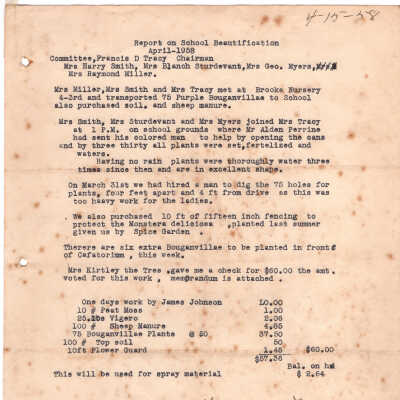 4-15-58
Report on School Beautification
April-1958
Committee,Francis D Tracy Chairman
Mrs Harry Smith, Mrs Blanch Sturdevant,Mrs Geo. Myers,
Mrs Raymond Miller.
Mrs Miller,Mrs Smith and Mrs Tracy met at Brooks Nursery
4-3rd and transported 75 Purple Bouganvillae to School
also purchased soil, and sheep manure.
Mrs Smith, Mrs Sturdevant and Mrs Myers joined Mrs Tracy
at 1 P.M. on school grounds where Mr Alden Perrine
had sent his colored man to help by opening the cans
and by three thirty all plants were set,fertelized and
waters.
Having no rain plants were thoroughly water three
times since then and are in excellent shape.
On March 31st we had hired a man to dig the 75 holes for
plants, four feet apart and 4 ft from drive as this was
too heavy work for the ladies.
We also purchased 10 ft of fifteen inch fencing to
protect the Monstera deliciosa ,planted last summer
given us by Spice Garden .
Therere are six extra Bouganvillae to be planted in front
of Cafatorium , this week.
Mrs Kirtley the Tres ,gave me a check for $60.00 the amt.
voted for this work , memorandum is attached .
One days work by James Johnson 10.00
10 # Peat Moss 1.00
25 lbs Vigero 2.06
100 # Sheep Manure 4.85
75 Bouganvillae Plants @ 50 37.50
100 # Top soil 50
10ft Flower Guard 1.45 $60.00
$57.36
Bal. on hand
This will be used for spray material $ 2.64